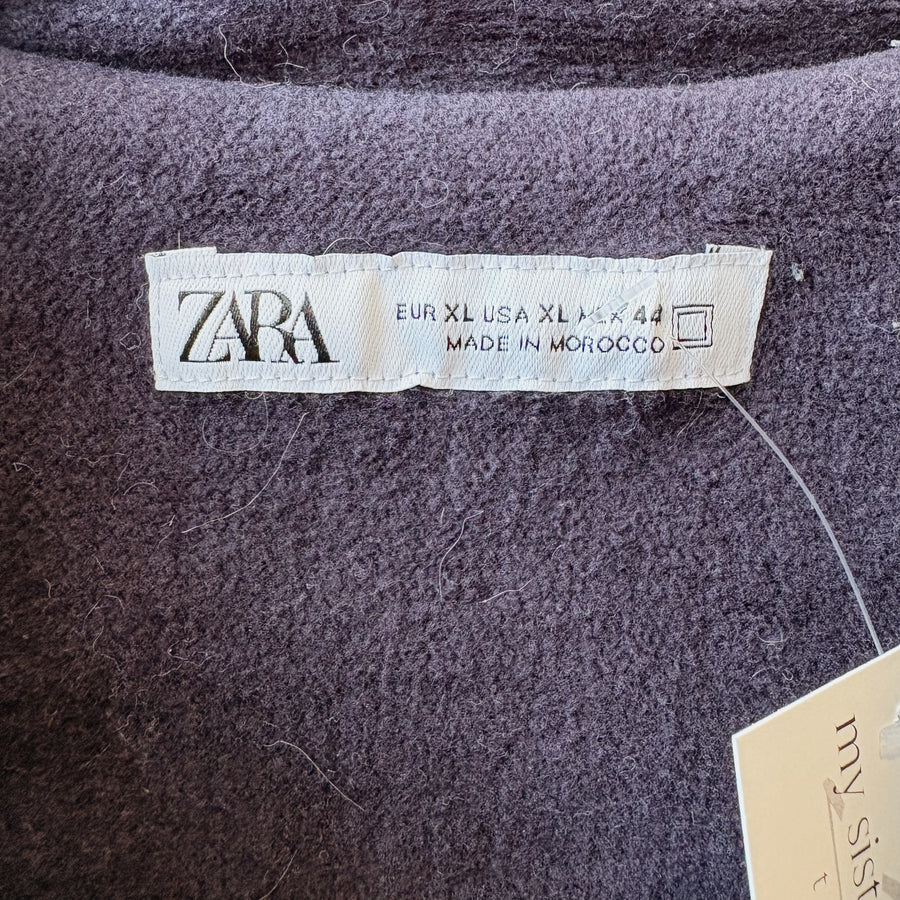 ZARA
EUR XL USA XL MEX 44
MADE IN MOROCCO
my sist
t